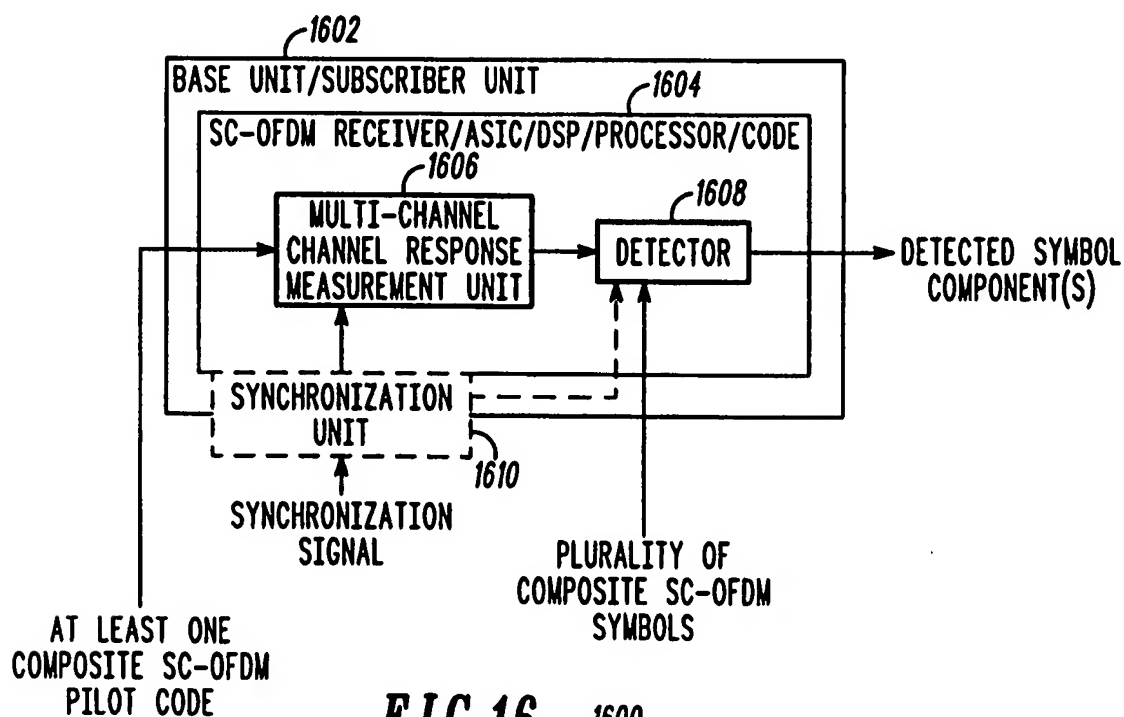 1602
BASE UNIT/SUBSCRIBER UNIT
1604
SC-OFDM RECEIVER/ASIC/DSP/PROCESSOR/CODE
1606
MULTI-CHANNEL
CHANNEL RESPONSE
MEASUREMENT UNIT
1608
DETECTOR
DETECTED SYMBOL
COMPONENT(S)
SYNCHRONIZATION
UNIT
1610
SYNCHRONIZATION
SIGNAL
PLURALITY OF
COMPOSITE SC-OFDM
SYMBOLS
AT LEAST ONE
COMPOSITE SC-OFDM
PILOT CODE
FIG.16
1600